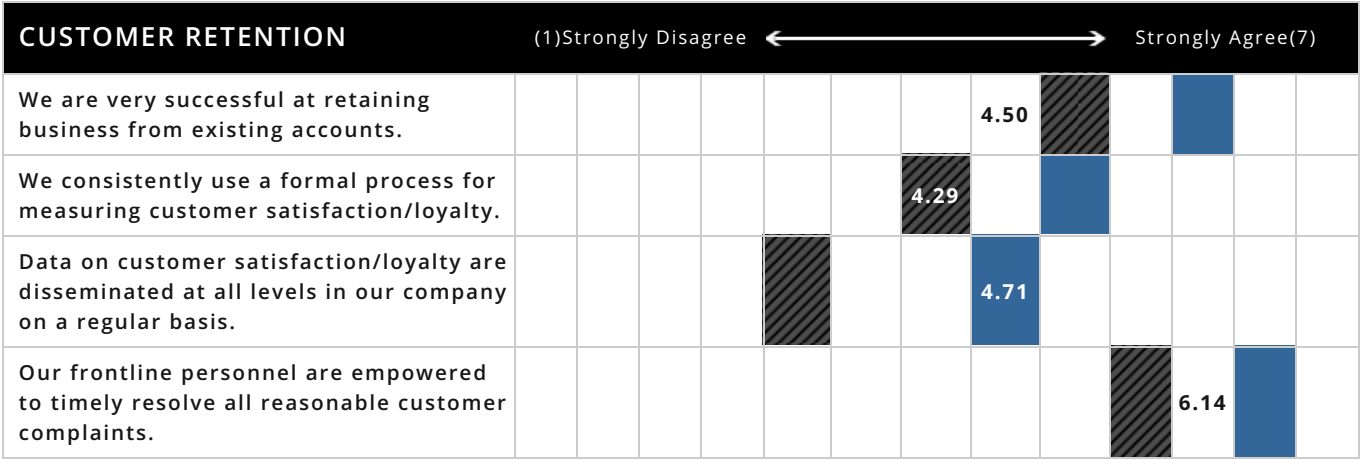 CUSTOMER RETENTION
(1)Strongly Disagree
Strongly Agree(7)
We are very successful at retaining
business from existing accounts.
4.50
We consistently use a formal process for
measuring customer satisfaction/loyalty.
4.29
Data on customer satisfaction/loyalty are
disseminated at all levels in our company
on a regular basis.
4.71
Our frontline personnel are empowered
to timely resolve all reasonable customer
complaints.
6.14